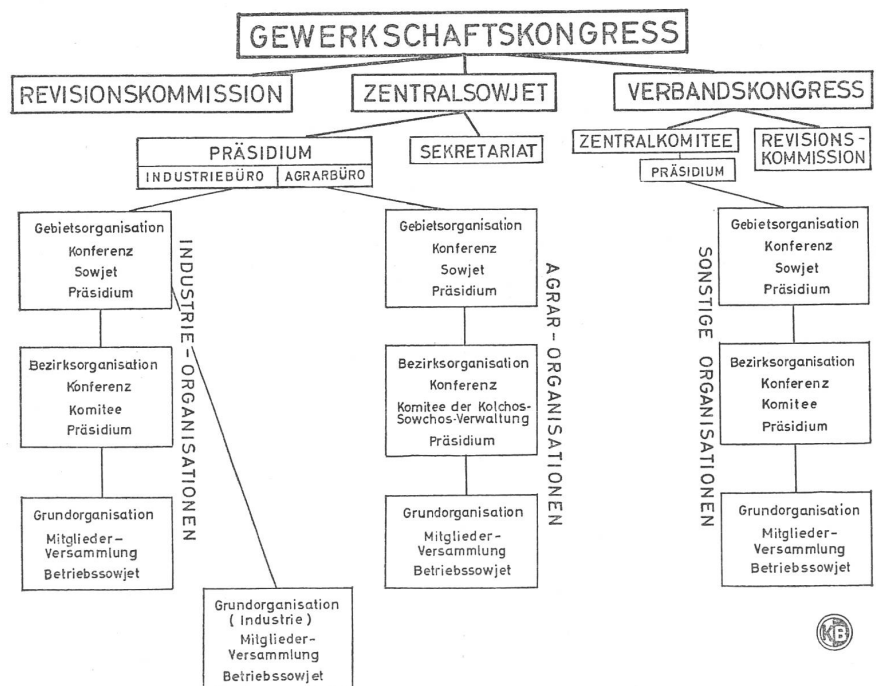 GEWERKSCHAFTSKONGRESS
REVISIONSKOMMISSION
ZENTRALSOWJET
VERBANDSKONGRESS
PRÄSIDIUM
INDUSTRIEBÜRO
AGRARBÜRO
SEKRETARIAT
ZENTRALKOMITEE
PRÄSIDIUM
REVISIONS-
KOMMISSION
Gebietsorganisation
Konferenz
Sowjet
Präsidium
Bezirksorganisation
Konferenz
Komitee
Präsidium
Grundorganisation
Mitglieder-
Versammlung
Betriebssowjet
INDUSTRIE-ORGANISATIONEN
Grundorganisation
( Industrie )
Mitglieder-
Versammlung
Betriebssowjet
Gebietsorganisation
Konferenz
Sowjet
Präsidium
Bezirksorganisation
Konferenz
Komitee der Kolchos-
Sowchos-Verwaltung
Präsidium
Grundorganisation
Mitglieder-
Versammlung
Betriebssowjet
AGRAR-ORGANISATIONEN
SONSTIGE ORGANISATIONEN
Gebietsorganisation
Konferenz
Sowjet
Präsidium
Bezirksorganisation
Konferenz
Komitee
Präsidium
Grundorganisation
Mitglieder-
Versammlung
Betriebssowjet
KB